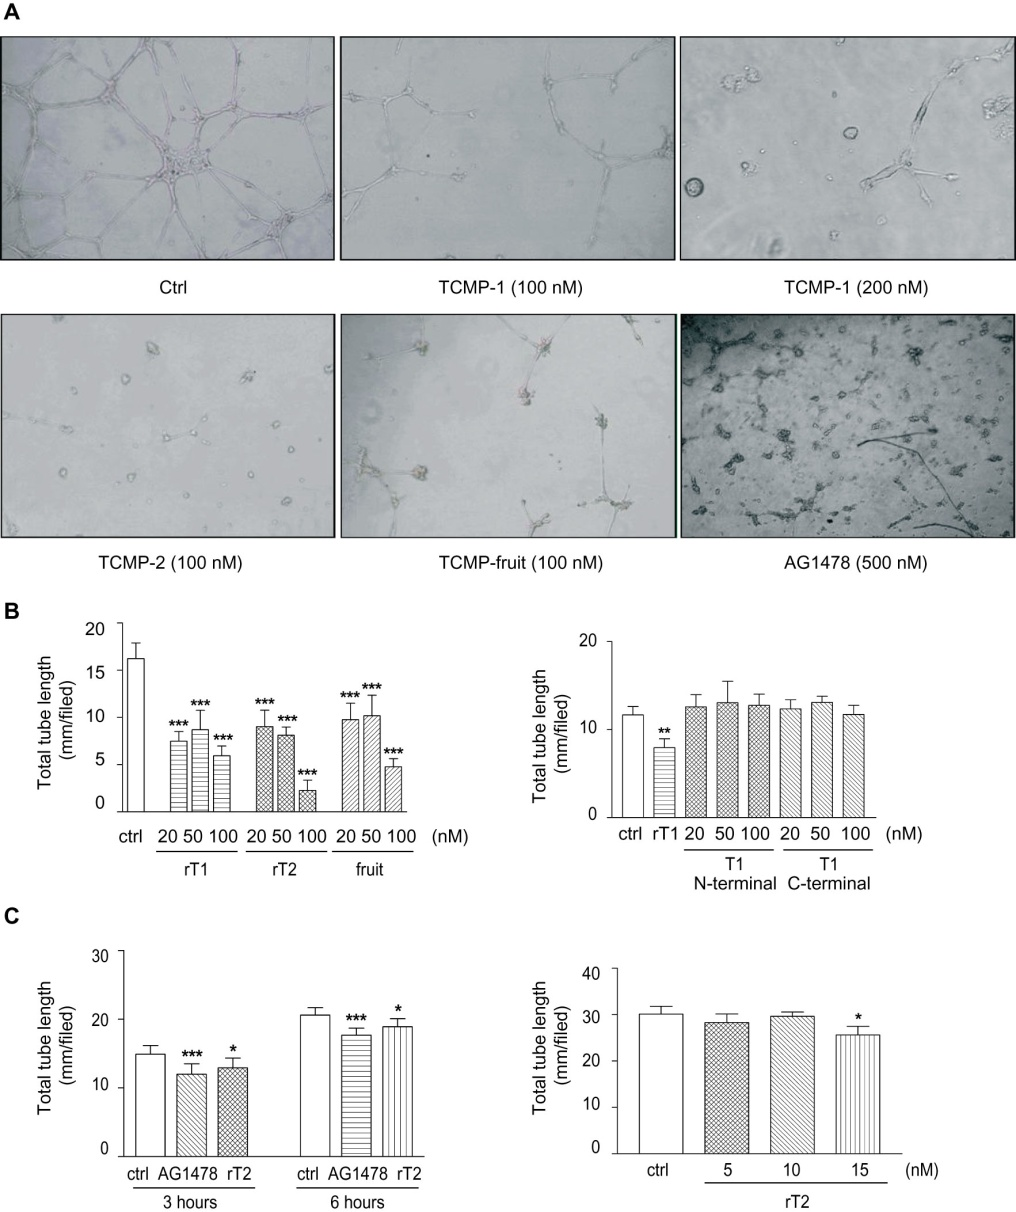 A
Ctrl
TCMP-1 (100 nM)
TCMP-1 (200 nM)
TCMP-2 (100 nM)
TCMP-fruit (100 nM)
AG1478 (500 nM)
B
Total tube length
(mm/filed)
20
15
10
5
0
***
***
***
***
***
***
***
***
***
ctrl
20 50 100
20 50 100
20 50 100
(nM)
rT1
rT2
fruit
Total tube length
(mm/filed)
20
10
0
**
ctrl
rT1
20 50 100
20 50 100
(nM)
T1
N-terminal
T1
C-terminal
C
Total tube length
(mm/filed)
30
20
10
0
***
*
***
*
ctrl AG1478 rT2
ctrl AG1478 rT2
3 hours
6 hours
Total tube length
(mm/filed)
40
30
20
10
0
*
ctrl
5
10
15
(nM)
rT2